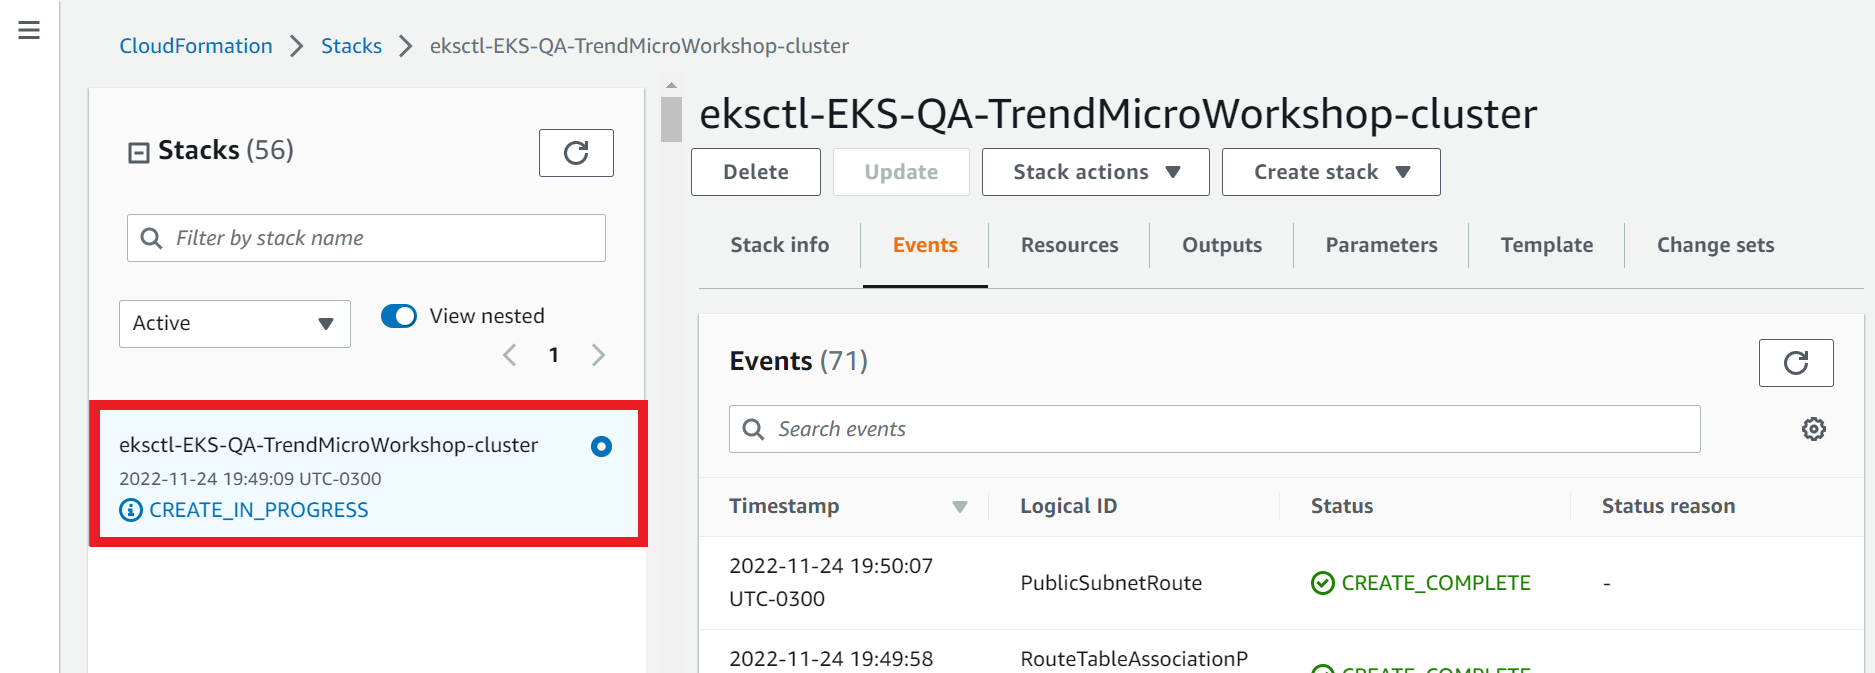 CloudFormation > Stacks > eksctl-EKS-QA-TrendMicroWorkshop-cluster
Stacks (56)
Filter by stack name
Active
View nested
1
eksctl-EKS-QA-TrendMicroWorkshop-cluster
2022-11-24 19:49:09 UTC-0300
CREATE_IN_PROGRESS
eksctl-EKS-QA-TrendMicroWorkshop-cluster
Delete Update Stack actions Create stack
Stack info Events Resources Outputs Parameters Template Change sets
Events (71)
Search events
Timestamp Logical ID Status Status reason
2022-11-24 19:50:07
UTC-0300 PublicSubnetRoute CREATE_COMPLETE -
2022-11-24 19:49:58 RouteTableAssociationP CREATE_COMPLETE